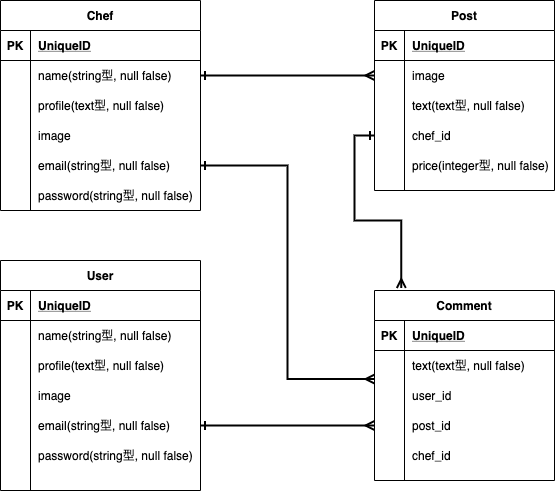 Chef
PK UniqueID
name(string型, null false)
profile(text型, null false)
image
email(string型, null false)
password(string型, null false)
Post
PK UniqueID
image
text(text型, null false)
chef_id
price(integer型, null false)
User
PK UniqueID
name(string型, null false)
profile(text型, null false)
image
email(string型, null false)
password(string型, null false)
Comment
PK UniqueID
text(text型, null false)
user_id
post_id
chef_id